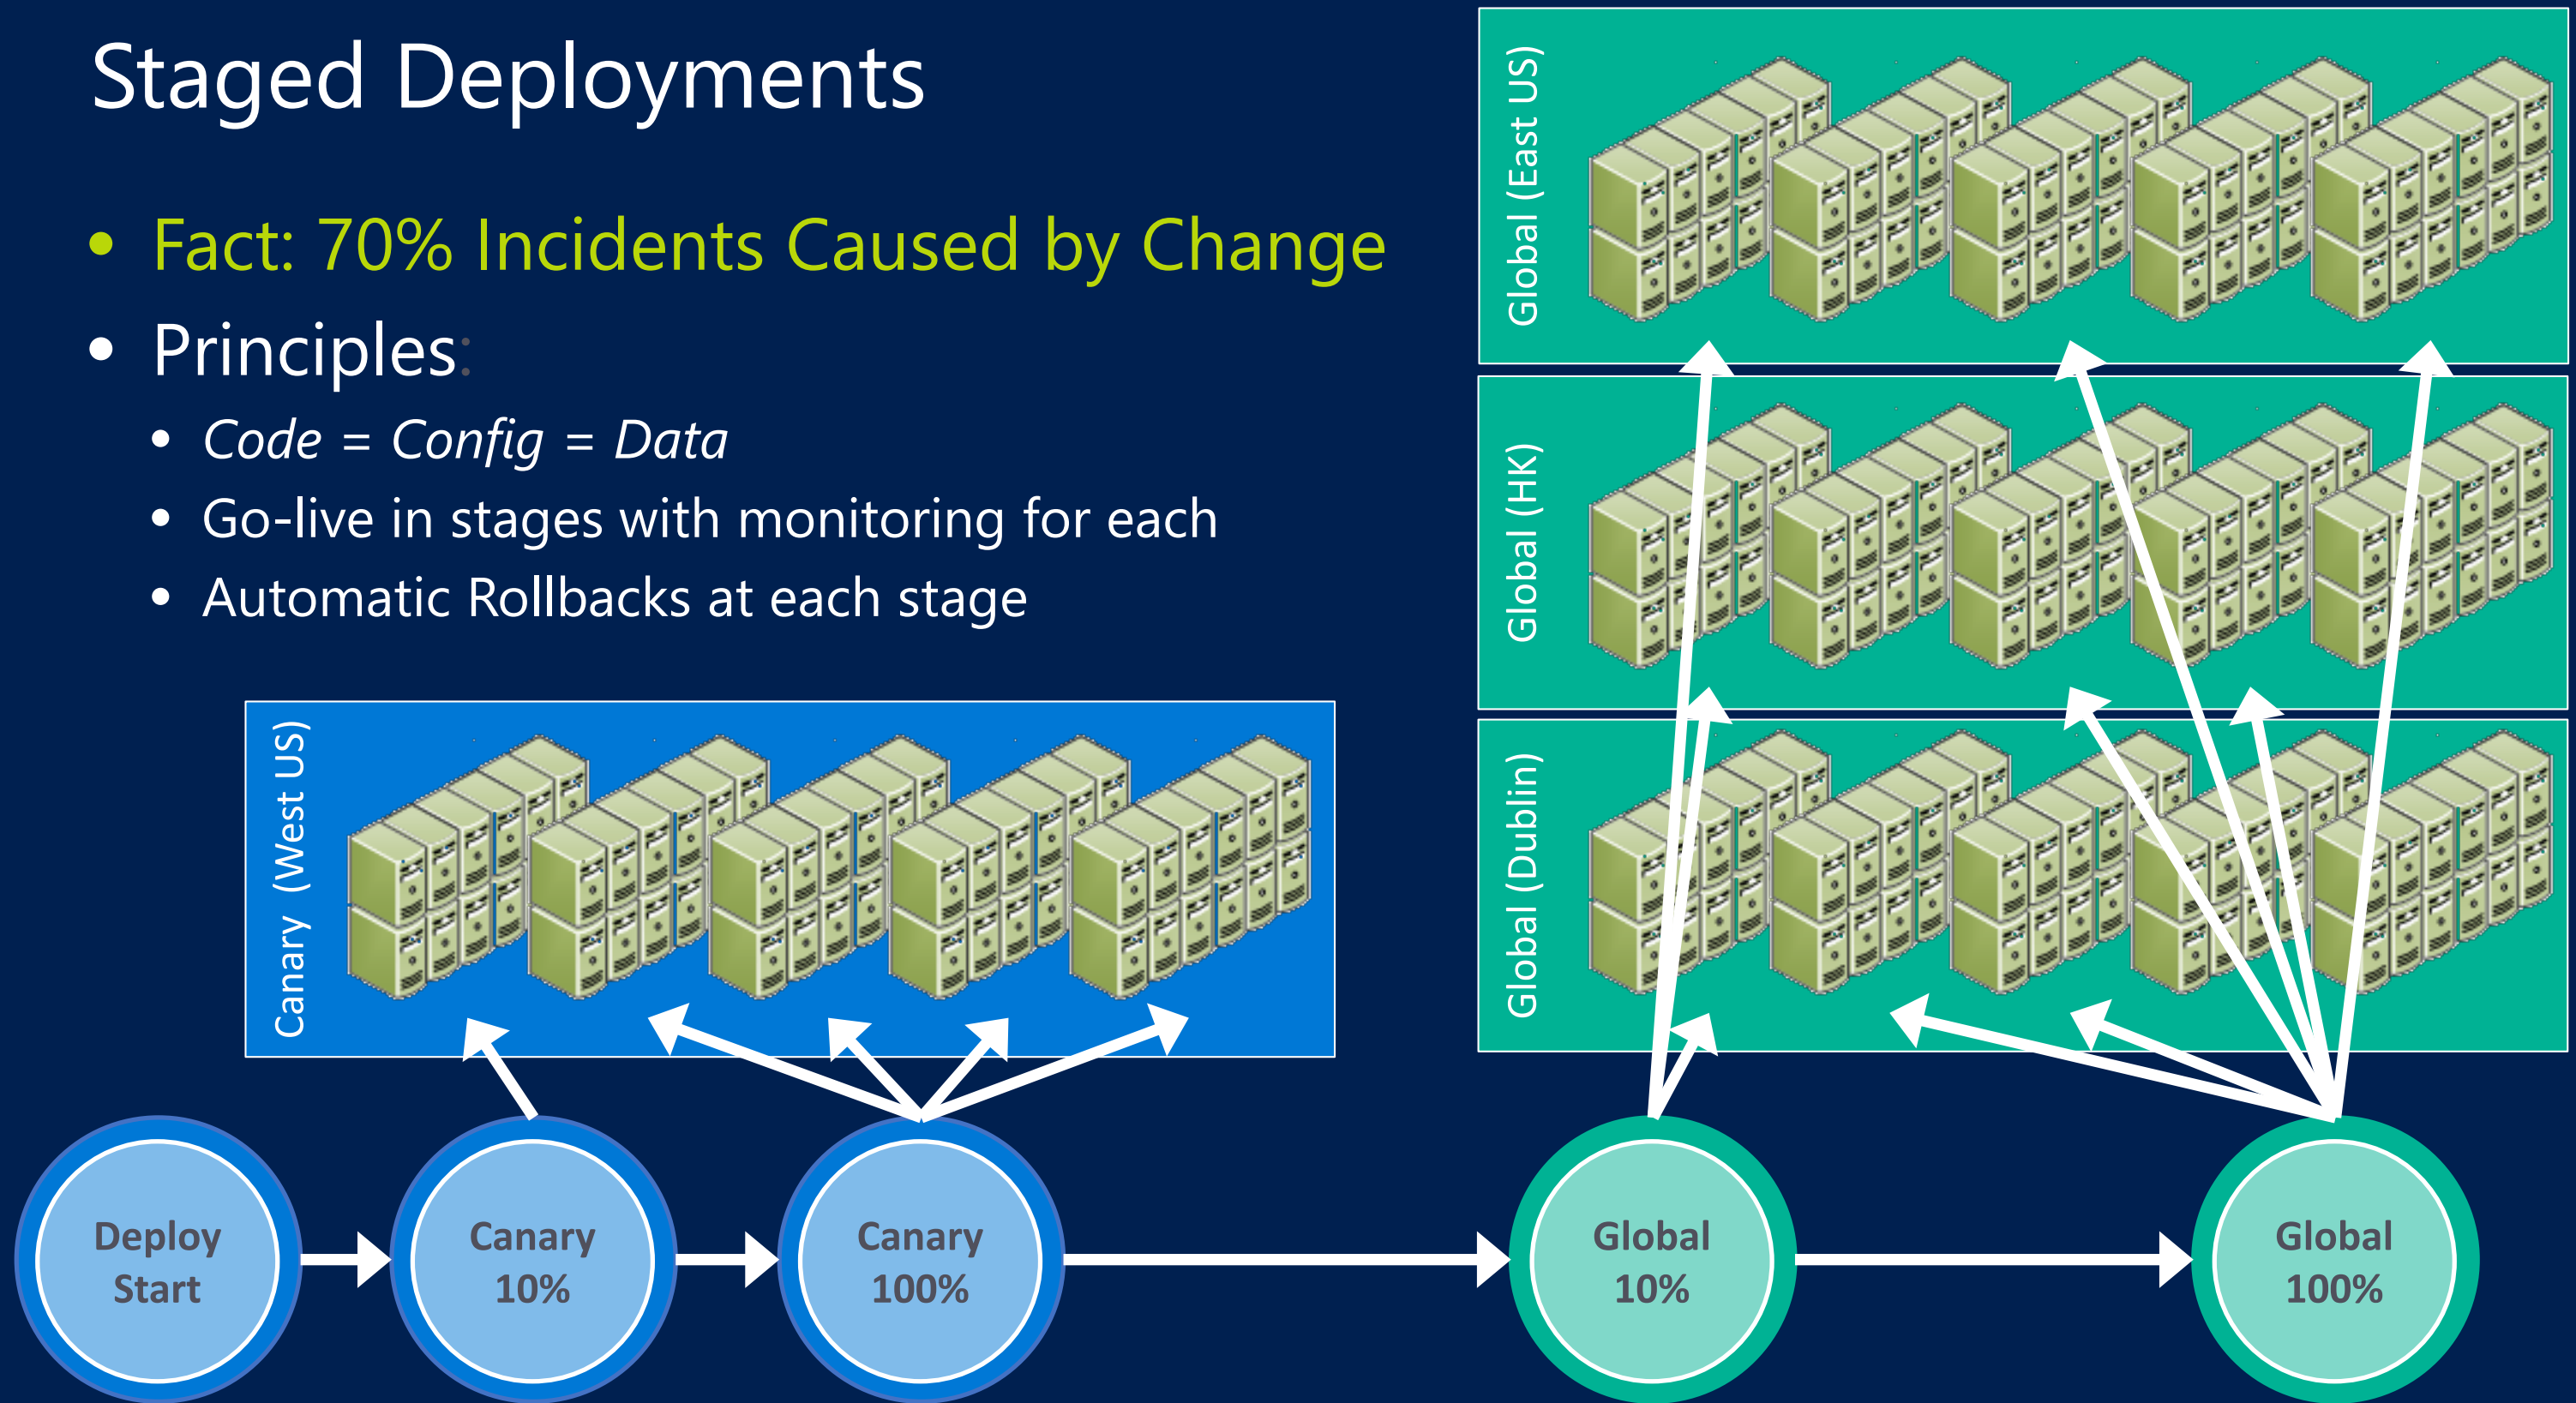 Staged Deployments
• Fact: 70% Incidents Caused by Change
• Principles:
• Code = Config = Data
• Go-live in stages with monitoring for each
• Automatic Rollbacks at each stage
Global (East US)
Global (HK)
Global (Dublin)
Canary (West US)
Deploy
Start
Canary
10%
Canary
100%
Global
10%
Global
100%